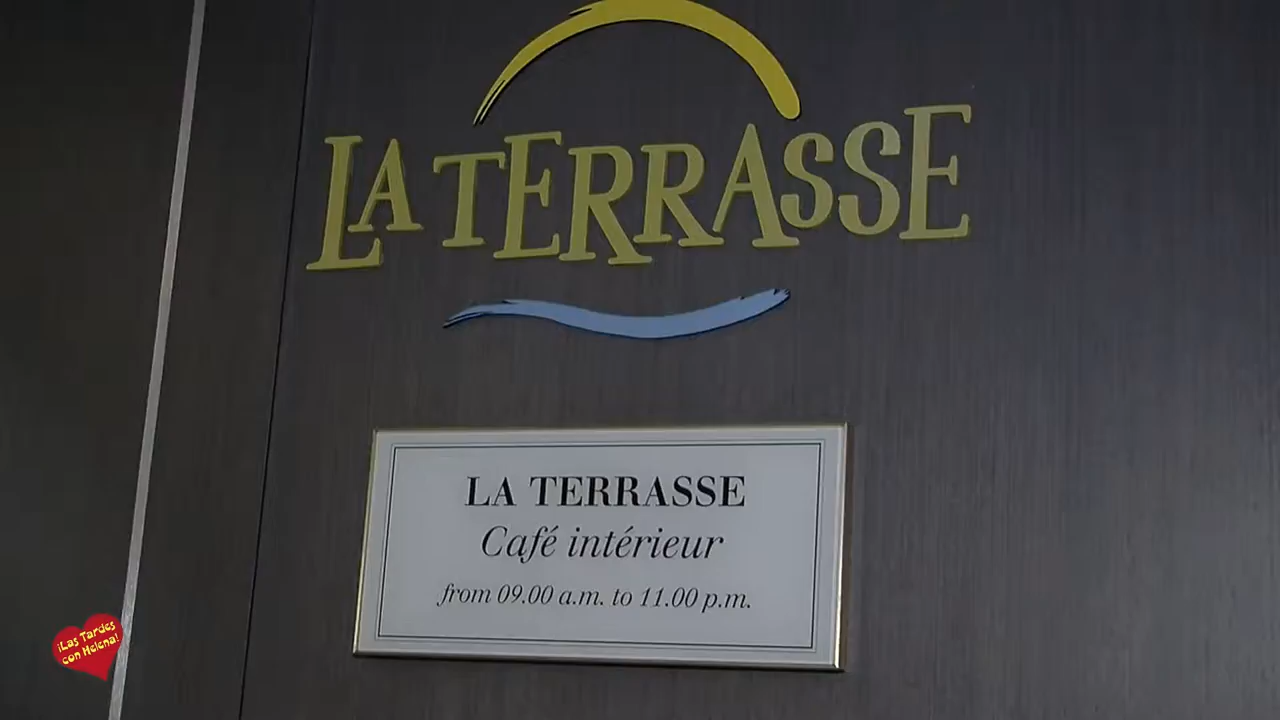 LA TERRASSE
LA TERRASSE
Café intérieur
from 09.00 a.m. to 11.00 p.m.
¡Las Tardes
con Helena!